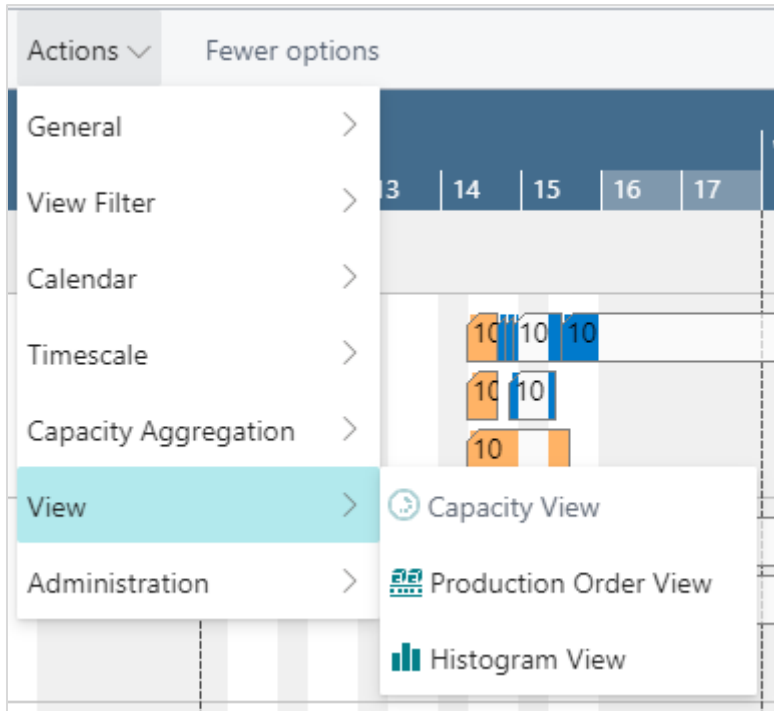 Actions Fewer options
General
View Filter
Calendar
Timescale
Capacity Aggregation
View
Administration
Capacity View
Production Order View
Histogram View
13 14 15 16 17
10 10 10
10 10
10